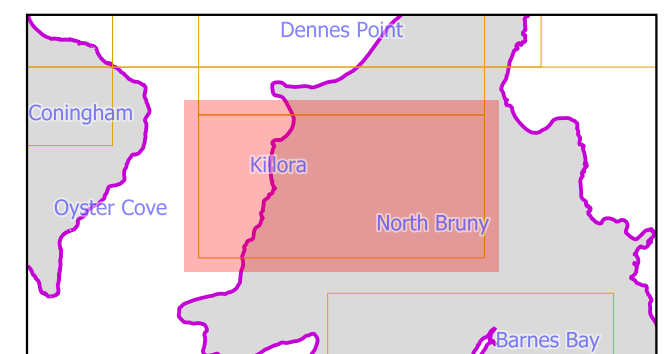 Dennes Point
Coningham
Killora
Oyster Cove
North Bruny
Barnes Bay